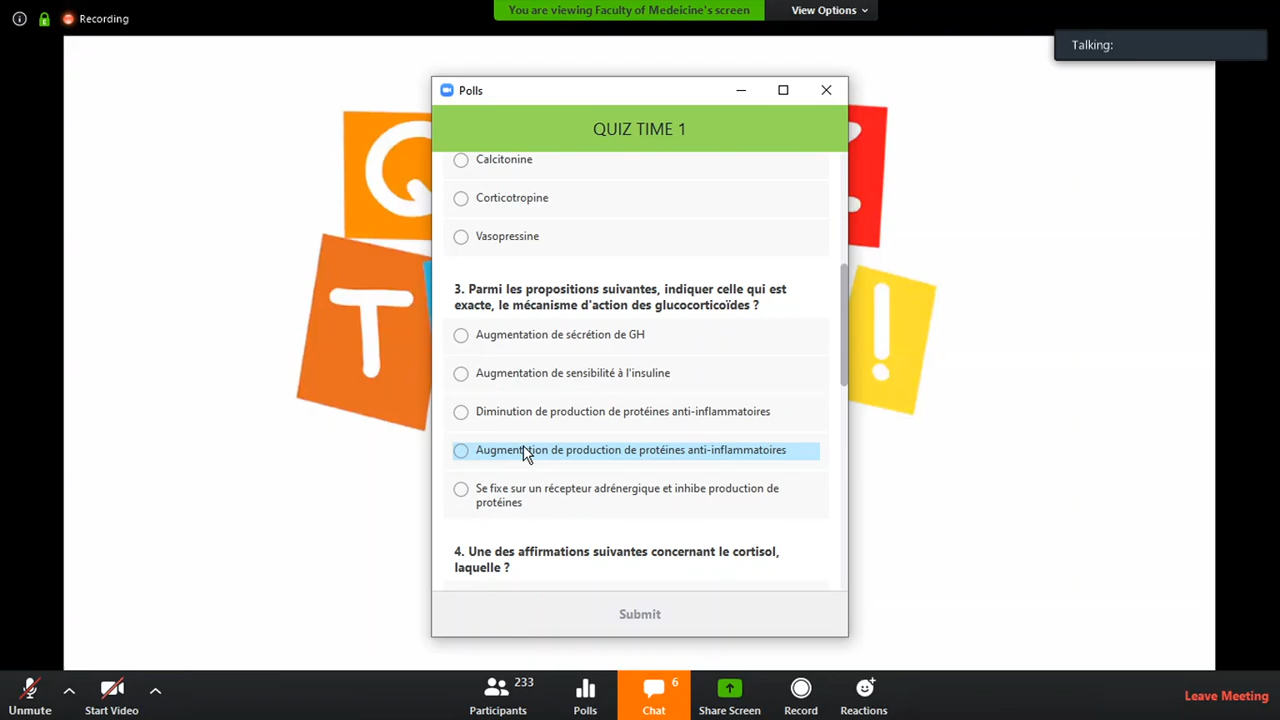 Recording
You are viewing Faculty of Medeicine's screen
View Options
Talking:
Polls
QUIZ TIME 1
Q
T
!
Calcitonine
Corticotropine
Vasopressine
3. Parmi les propositions suivantes, indiquer celle qui est
exacte, le mécanisme d'action des glucocorticoïdes ?
Augmentation de sécrétion de GH
Augmentation de sensibilité à l'insuline
Diminution de production de protéines anti-inflammatoires
Augmentation de production de protéines anti-inflammatoires
Se fixe sur un récepteur adrénergique et inhibe production de
protéines
4. Une des affirmations suivantes concernant le cortisol,
laquelle ?
Submit
Unmute
Start Video
233
Participants
Polls
6
Chat
Share Screen
Record
Reactions
Leave Meeting